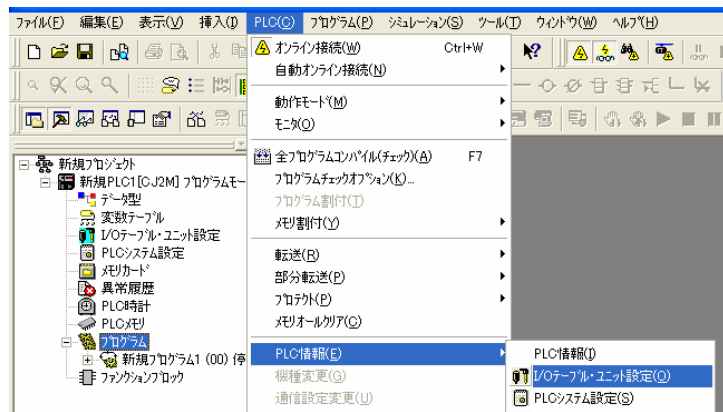 ファイル(F) 編集(E) 表示(V) 挿入(I) PLC(C) プログラム(P) シミュレーション(S) ツール(T) ウィンドウ(W) ヘルプ(H)
オンライン接続(W) Ctrl+W
自動オンライン接続(N)
動作モード(M)
モニタ(O)
全プログラムコンパイル(チェック)(A) F7
プログラムチェックオプション(K)...
プログラム割付(T)
メモリ割付(Y)
転送(R)
部分転送(P)
プロテクト(P)
メモリオールクリア(C)
PLC情報(E)
機種変更(G)
通信設定変更(U)
PLC情報(I)
I/Oテーブル・ユニット設定(O)
PLCシステム設定(S)
新規プロジェクト
新規PLC1[CJ2M] プログラムモー
データ型
変数テーブル
I/Oテーブル・ユニット設定
PLCシステム設定
メモリカード
異常履歴
PLC時計
PLCメモリ
プログラム
新規プログラム1 (00) (停
ファンクションブロック